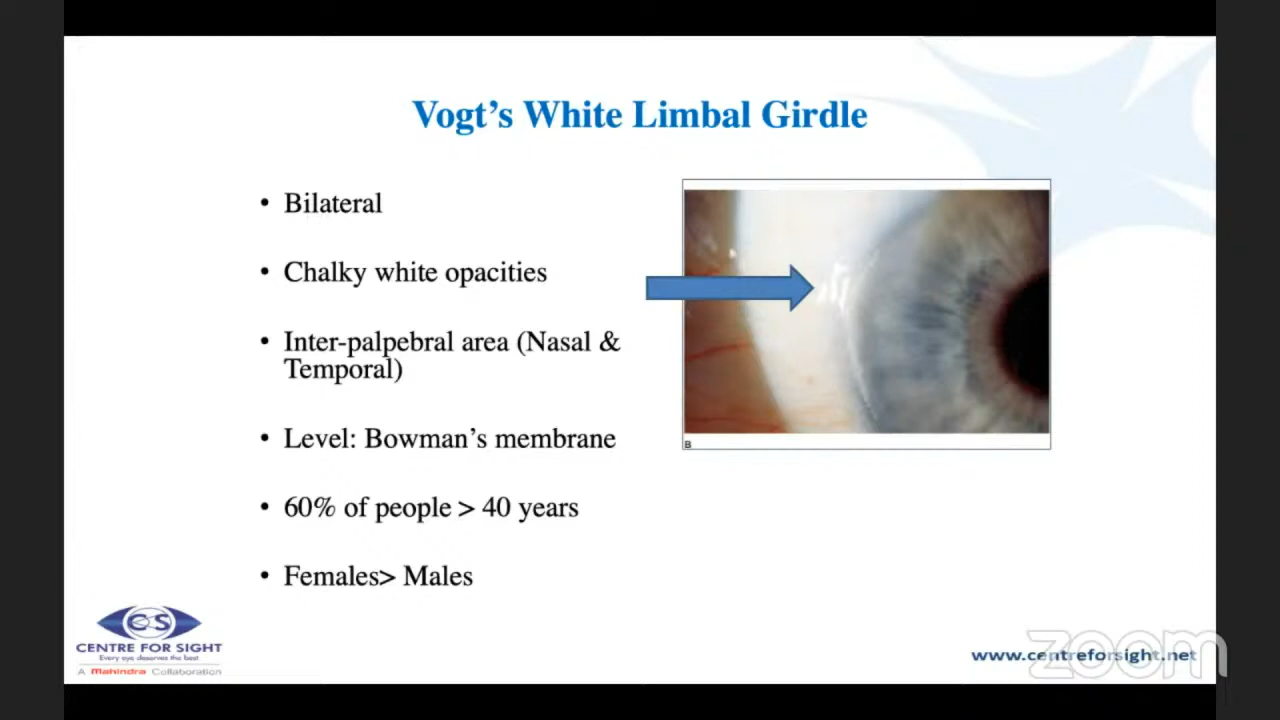 Vogt's White Limbal Girdle
• Bilateral
• Chalky white opacities
• Inter-palpebral area (Nasal &
Temporal)
• Level: Bowman's membrane
• 60% of people > 40 years
• Females> Males
B
CS
CENTRE FOR SIGHT
Every eye deserves the best
A Mahindra Collaboration
www.centreforsight.net
zoom